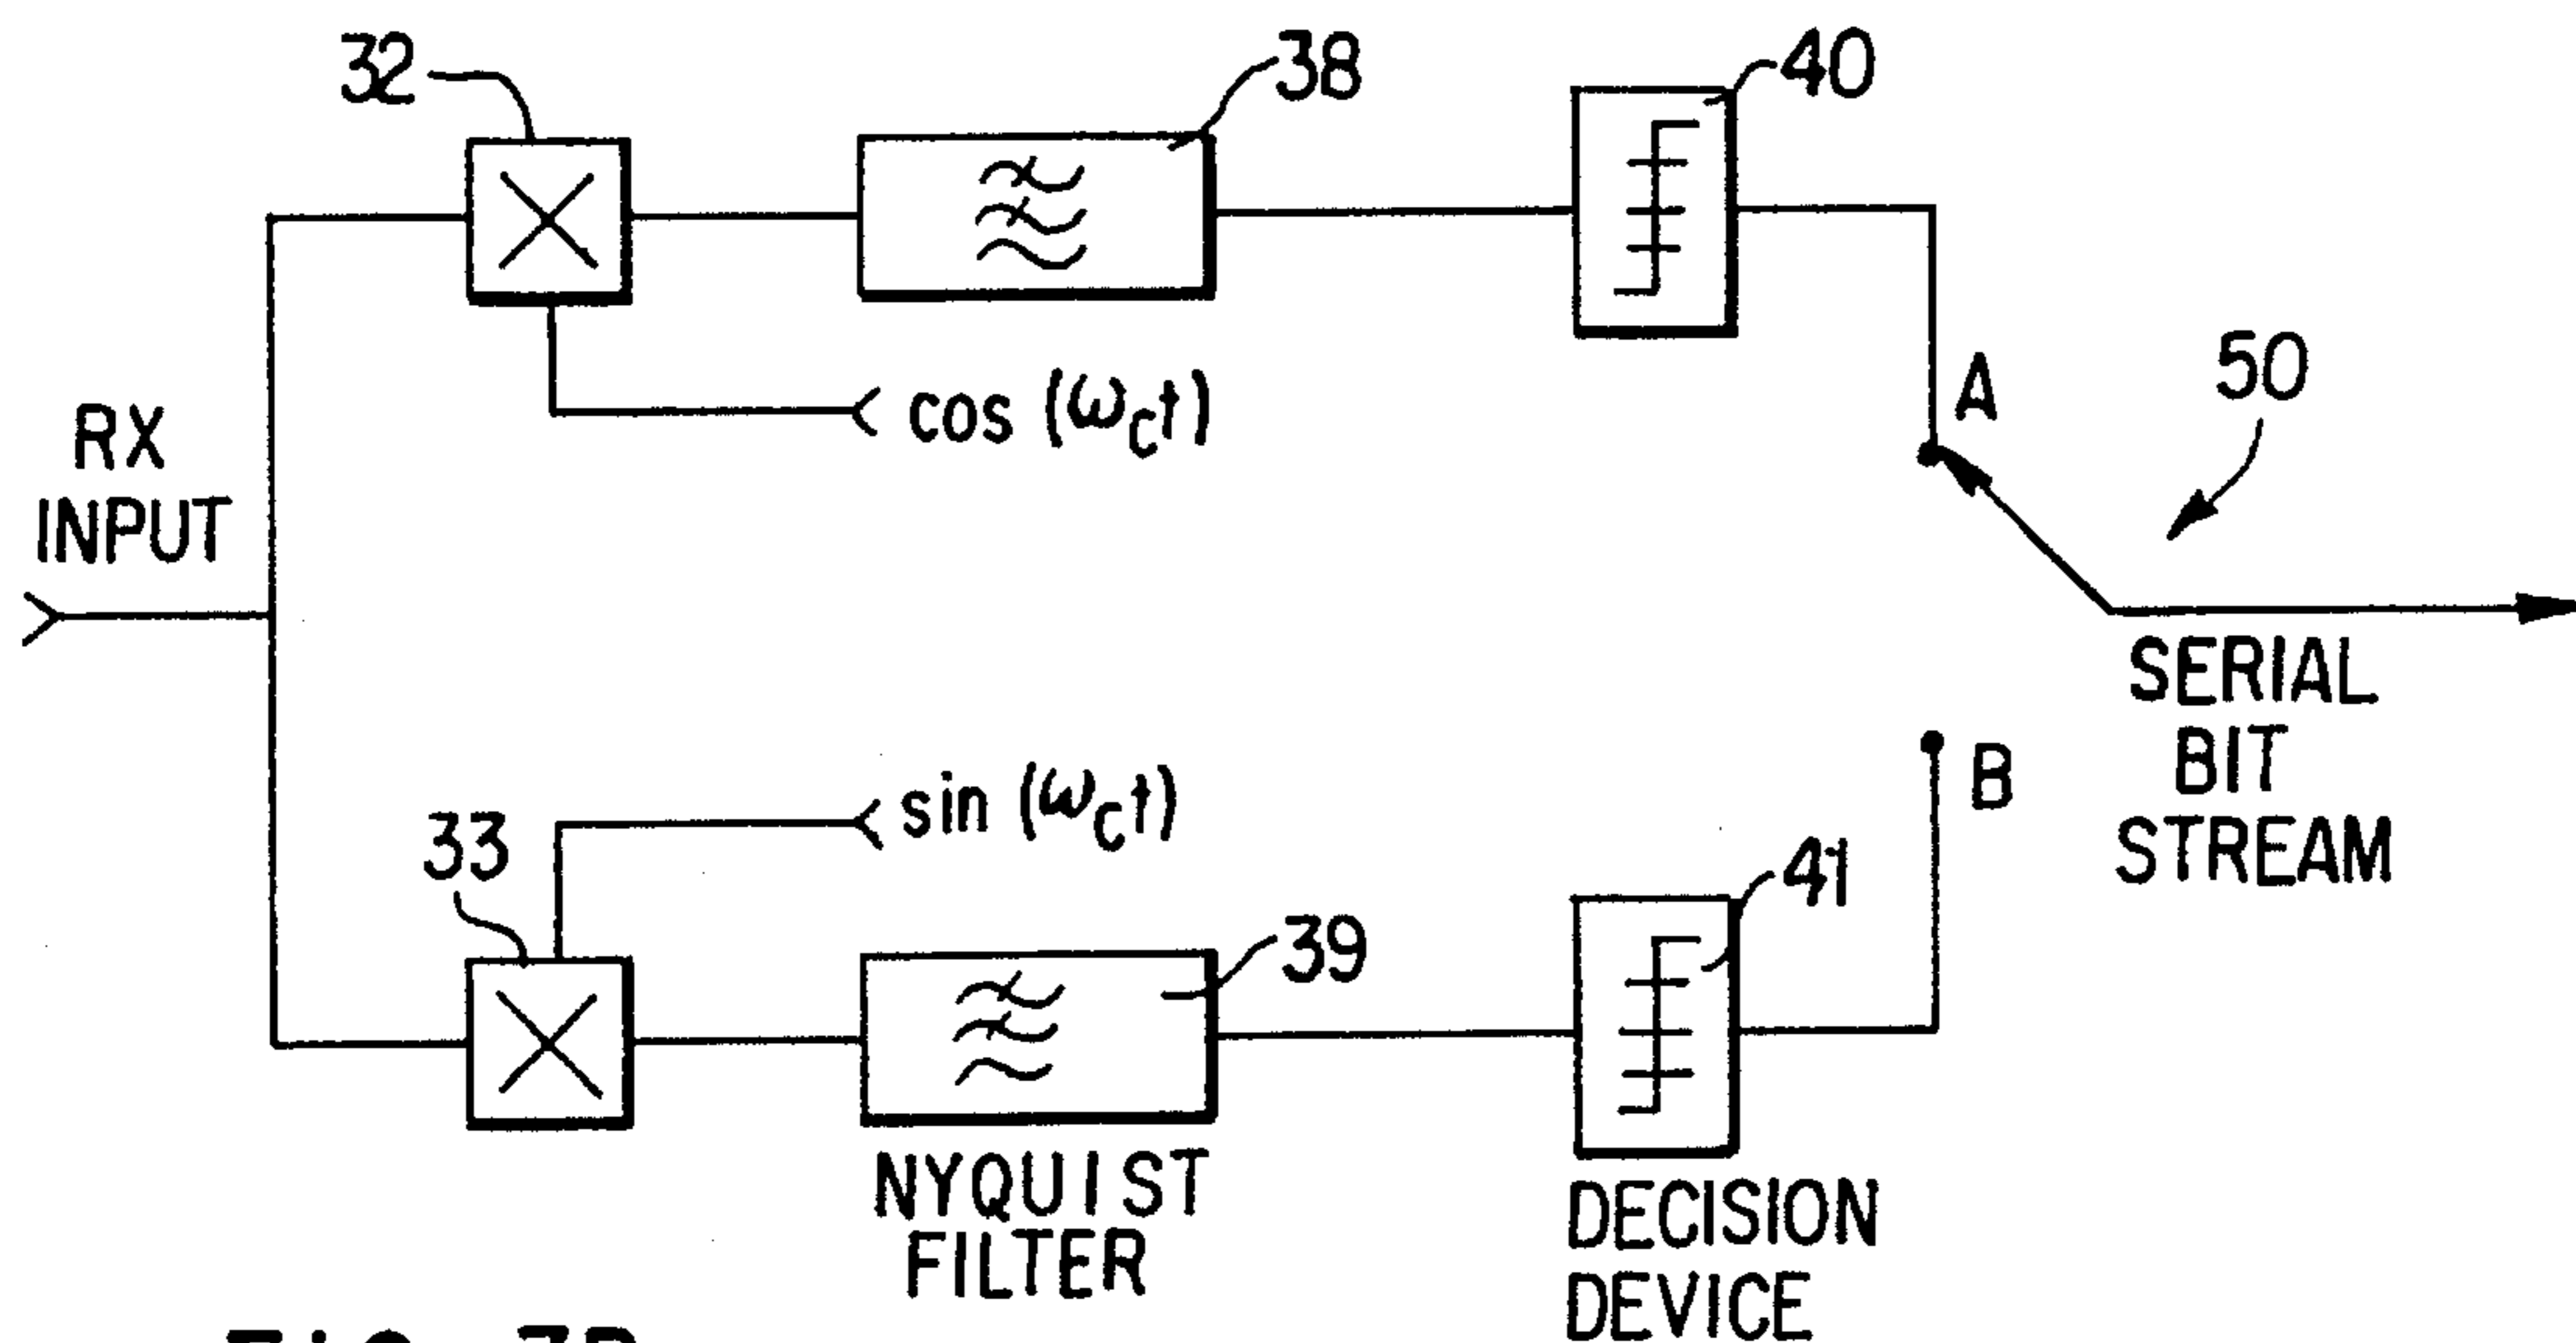 32
38
40
RX
INPUT
cos (ωct)
A
50
SERIAL
BIT
STREAM
B
sin (ωct)
33
39
41
NYQUIST
FILTER
DECISION
DEVICE